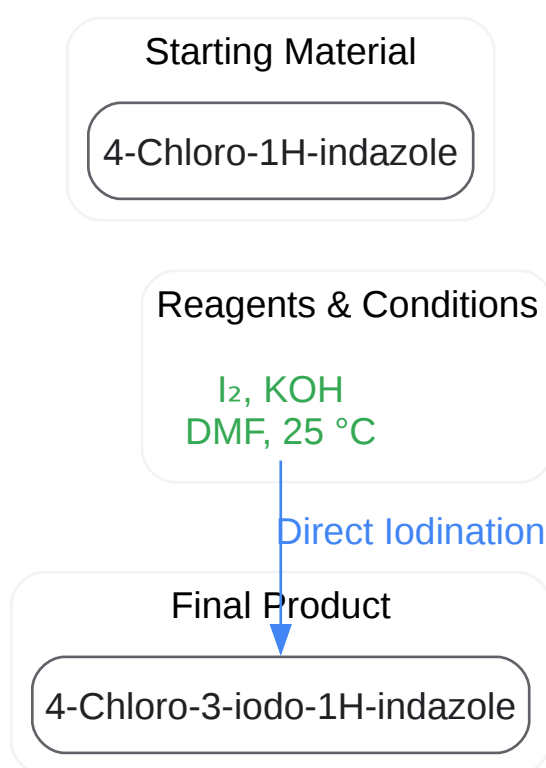 Starting Material
4-Chloro-1H-indazole
Reagents & Conditions
I₂, KOH
DMF, 25 °C
Direct Iodination
Final Product
4-Chloro-3-iodo-1H-indazole